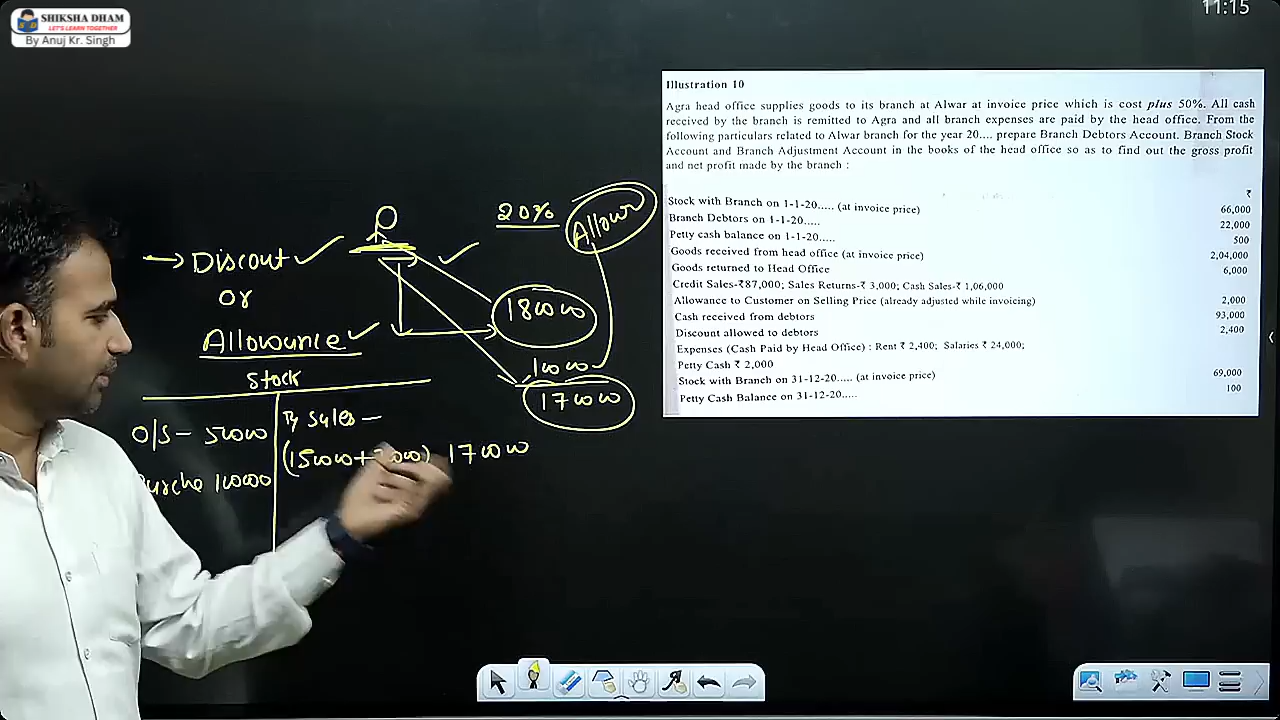 SHIKSHA DHAM
LET'S LEARN TOGETHER
By Anuj Kr. Singh
11:15
→ Discout
or
Allowance
20%
Allown
18000
1000
17000
Stock
O/S - 50000
By Sales -
17000
Illustration 10
Agra head office supplies goods to its branch at Alwar at invoice price which is cost plus 50%. All cash
received by the branch is remitted to Agra and all branch expenses are paid by the head office. From the
following particulars related to Alwar branch for the year 20.... prepare Branch Debtors Account. Branch Stock
Account and Branch Adjustment Account in the books of the head office so as to find out the gross profit
and net profit made by the branch :
₹
Stock with Branch on 1-1-20..... (at invoice price) 66,000
Branch Debtors on 1-1-20..... 22,000
Petty cash balance on 1-1-20..... 500
Goods received from head office (at invoice price) 2,04,000
Goods returned to Head Office 6,000
Credit Sales-₹87,000; Sales Returns-₹ 3,000; Cash Sales-₹ 1,06,000
Allowance to Customer on Selling Price (already adjusted while invoicing) 2,000
Cash received from debtors 93,000
Discount allowed to debtors 2,400
Expenses (Cash Paid by Head Office) : Rent ₹ 2,400; Salaries ₹ 24,000;
Petty Cash ₹ 2,000
Stock with Branch on 31-12-20..... (at invoice price) 69,000
Petty Cash Balance on 31-12-20..... 100